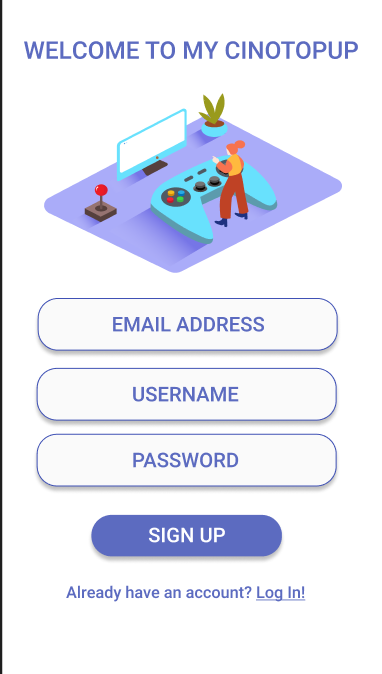 WELCOME TO MY CINOTOPUP
EMAIL ADDRESS
USERNAME
PASSWORD
SIGN UP
Already have an account? Log In!